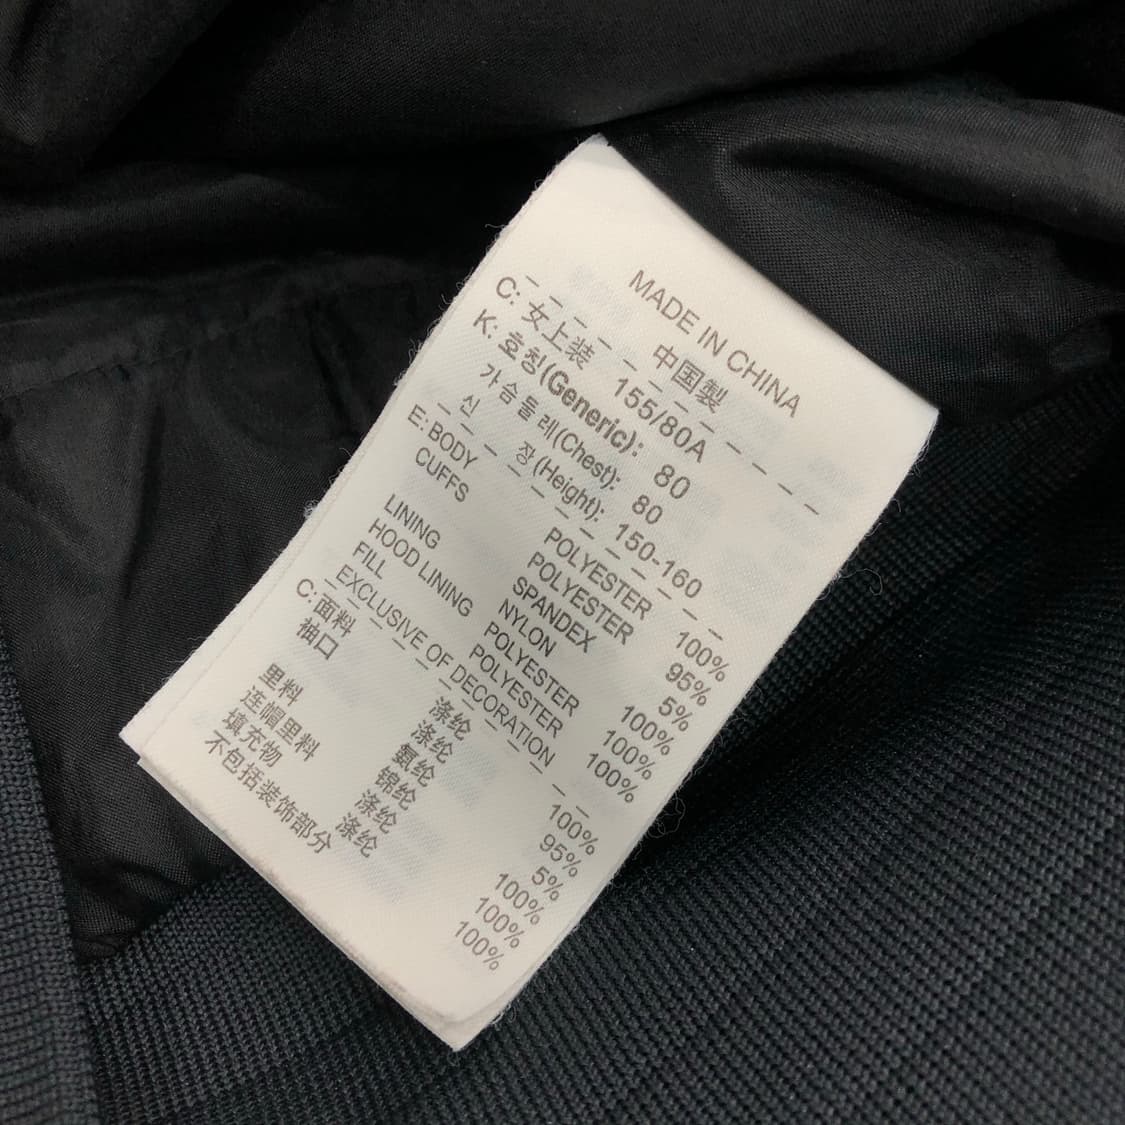 MADE IN CHINA
中国製
C: 女上装 155/80A
K: 호칭(Generic): 80
가슴둘레(Chest): 80
신 장(Height): 150-160
E: BODY POLYESTER 100%
CUFFS POLYESTER 95%
SPANDEX 5%
LINING NYLON 100%
HOOD LINING POLYESTER 100%
FILL POLYESTER 100%
EXCLUSIVE OF DECORATION
C: 面料 涤纶 100%
袖口 涤纶 95%
氨纶 5%
里料 锦纶 100%
连帽里料 涤纶 100%
填充物 涤纶 100%
不包括装饰部分